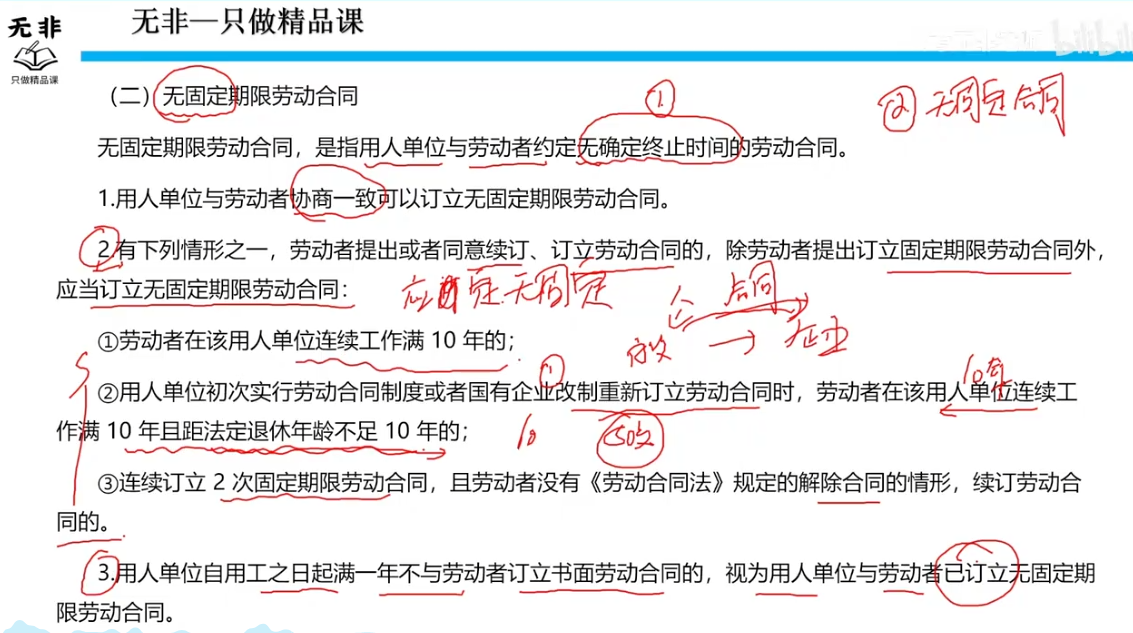 无非
只做精品课
无非—只做精品课
bilibili
（二）无固定期限劳动合同
①
② 无固定合同
无固定期限劳动合同，是指用人单位与劳动者约定无确定终止时间的劳动合同。
1.用人单位与劳动者协商一致可以订立无固定期限劳动合同。
2.有下列情形之一，劳动者提出或者同意续订、订立劳动合同的，除劳动者提出订立固定期限劳动合同外，
应当订立无固定期限劳动合同：
合同
①劳动者在该用人单位连续工作满 10 年的；
→ 企业
②用人单位初次实行劳动合同制度或者国有企业改制重新订立劳动合同时，劳动者在该用人单位连续工
作满 10 年且距法定退休年龄不足 10 年的；
10
50岁
③连续订立 2 次固定期限劳动合同，且劳动者没有《劳动合同法》规定的解除合同的情形，续订劳动合
同的。
3.用人单位自用工之日起满一年不与劳动者订立书面劳动合同的，视为用人单位与劳动者已订立无固定期
限劳动合同。